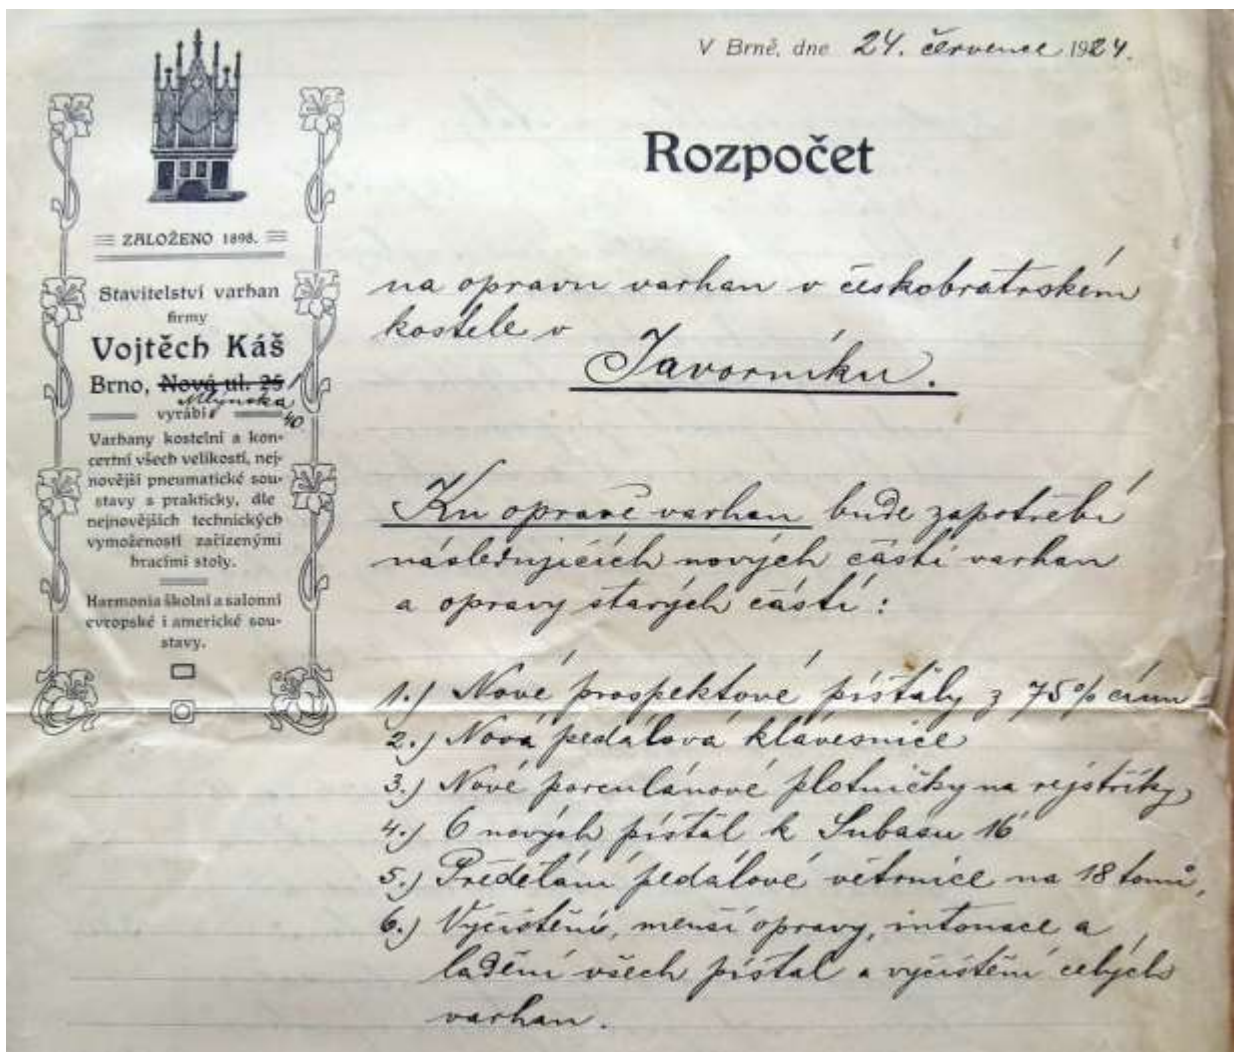 V Brně, dne 24. července 1924.
Rozpočet
ZALOŽENO 1898.
Stavitelství varhan
firmy
Vojtěch Káš
Brno, Nová ul. 25
Mlýnská 40
vyrábí
Varhany kostelní a kon-
certní všech velikostí, nej-
novější pneumatické sou-
stavy s prakticky, dle
nejnovějších technických
vymožeností zařízenými
hracími stoly.
Harmonia školní a salonní
evropské i americké sou-
stavy.
na opravu varhan v českobratrském
kostele v
Javorníku.
Ku opravě varhan bude zapotřebí
následujících nových částí varhan
a opravy starých částí:
1.) Nové prospektové píšťaly z 75% cínu
2.) Nová pedálová klávesnice
3.) Nové porculánové plotničky na rejstříky,
4.) 6 nových píšťal k Subasu 16'
5.) Předělání pedálové větrnice na 18 tonů,
6.) Vyčistění, menší opravy, intonace a
ladění všech píšťal a vyčistění celých
varhan.